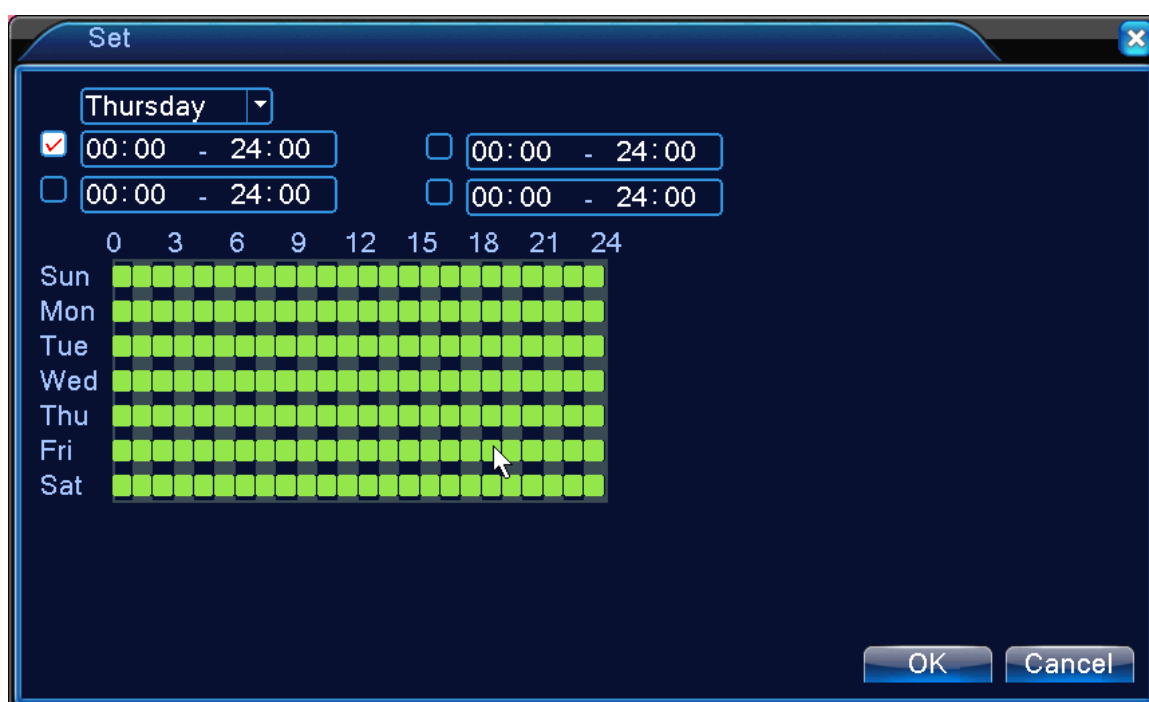 Set
Thursday
00:00 - 24:00 00:00 - 24:00
00:00 - 24:00 00:00 - 24:00
0 3 6 9 12 15 18 21 24
Sun
Mon
Tue
Wed
Thu
Fri
Sat
OK Cancel